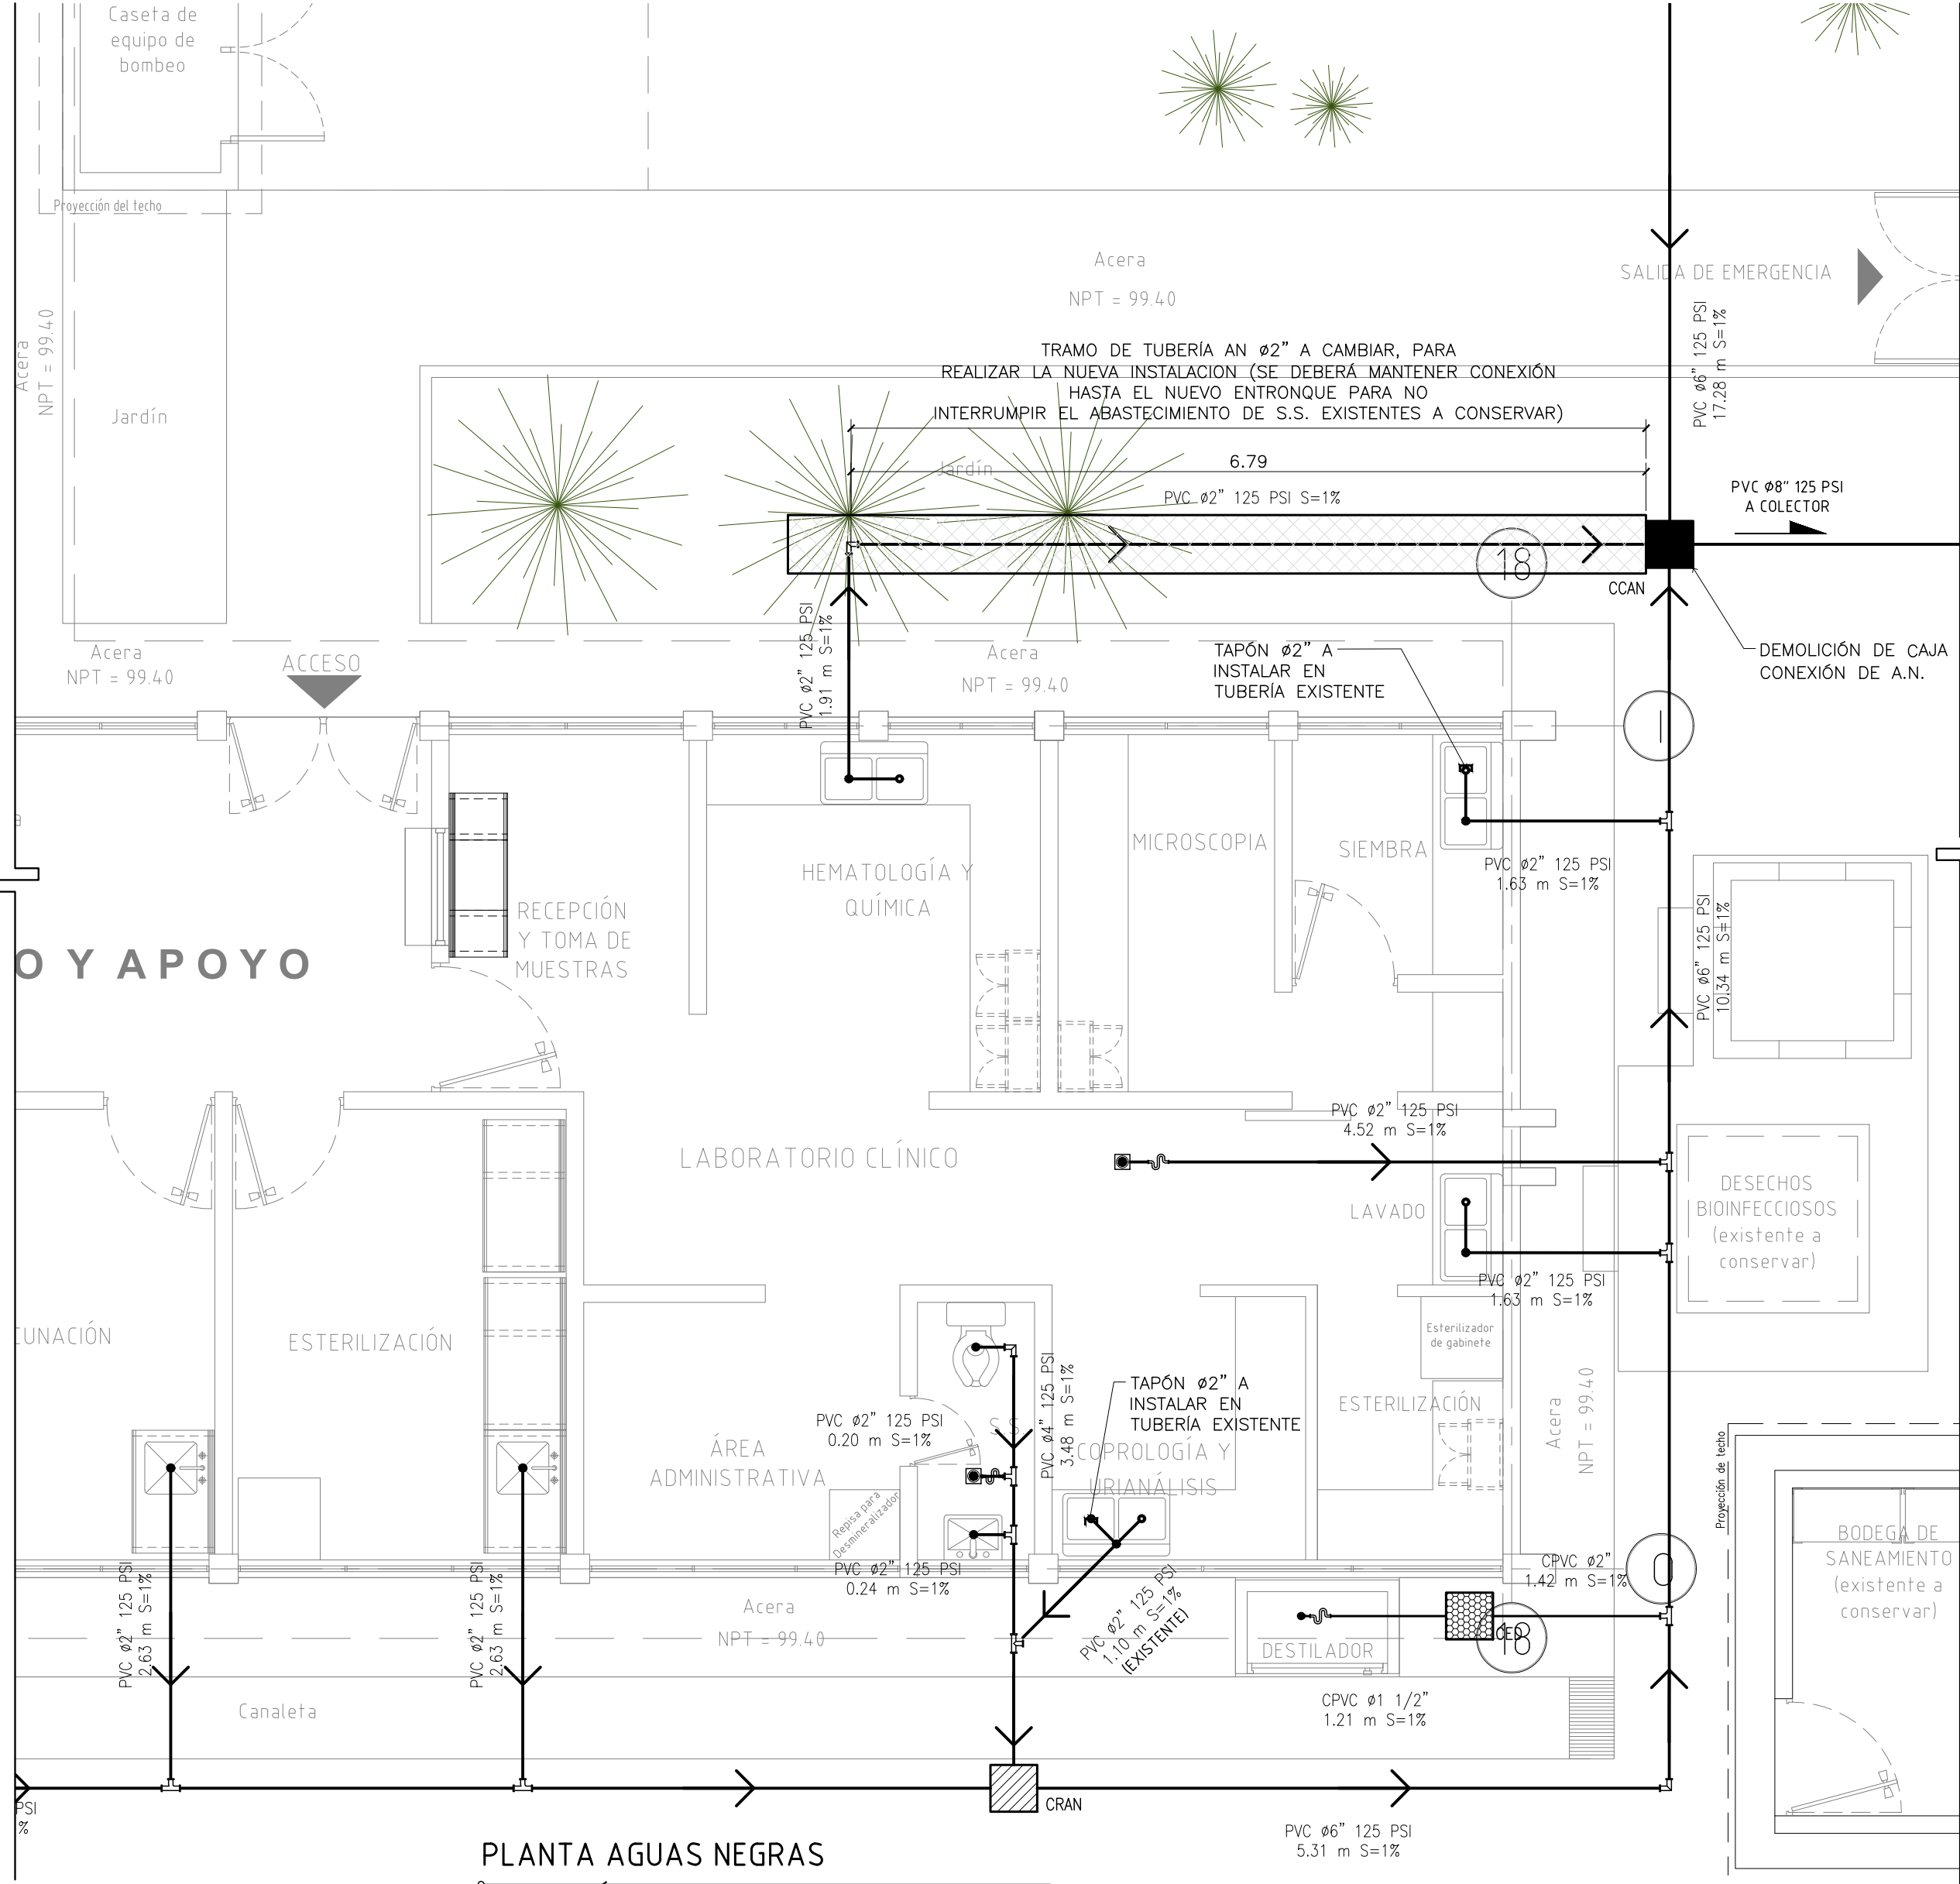 Caseta de
equipo de
bombeo
Proyección del techo
Acera
NPT = 99.40
Jardín
Acera
NPT = 99.40
SALIDA DE EMERGENCIA
PVC ø6" 125 PSI
17.28 m S=1%
TRAMO DE TUBERÍA AN ø2" A CAMBIAR, PARA
REALIZAR LA NUEVA INSTALACION (SE DEBERÁ MANTENER CONEXIÓN
HASTA EL NUEVO ENTRONQUE PARA NO
INTERRUMPIR EL ABASTECIMIENTO DE S.S. EXISTENTES A CONSERVAR)
6.79
Jardín
PVC ø2" 125 PSI S=1%
PVC ø8" 125 PSI
A COLECTOR
18
CCAN
DEMOLICIÓN DE CAJA
CONEXIÓN DE A.N.
Acera
NPT = 99.40
ACCESO
PVC ø2" 125 PSI
1.91 m S=1%
Acera
NPT = 99.40
TAPÓN ø2" A
INSTALAR EN
TUBERÍA EXISTENTE
I
HEMATOLOGÍA Y
QUÍMICA
MICROSCOPIA
SIEMBRA
PVC ø2" 125 PSI
1.63 m S=1%
RECEPCIÓN
Y TOMA DE
MUESTRAS
O Y APOYO
PVC ø6" 125 PSI
10.34 m S=1%
PVC ø2" 125 PSI
4.52 m S=1%
LABORATORIO CLÍNICO
LAVADO
DESECHOS
BIOINFECCIOSOS
(existente a
conservar)
PVC ø2" 125 PSI
1.63 m S=1%
CUNACIÓN
ESTERILIZACIÓN
Esterilizador
de gabinete
PVC ø4" 125 PSI
3.48 m S=1%
TAPÓN ø2" A
INSTALAR EN
TUBERÍA EXISTENTE
ESTERILIZACIÓN
Acera
NPT = 99.40
PVC ø2" 125 PSI
0.20 m S=1%
S.S.
ÁREA
ADMINISTRATIVA
COPROLOGÍA Y
URIANÁLISIS
Repisa para
Desmineralizador
Proyección de techo
BODEGA DE
SANEAMIENTO
(existente a
conservar)
PVC ø2" 125 PSI
0.24 m S=1%
CPVC ø2"
1.42 m S=1%
O
PVC ø2" 125 PSI
2.63 m S=1%
PVC ø2" 125 PSI
2.63 m S=1%
Acera
NPT = 99.40
PVC ø2" 125 PSI
1.10 m S=1%
(EXISTENTE)
DESTILADOR
CED
18
CPVC ø1 1/2"
1.21 m S=1%
Canaleta
PSI
%
CRAN
PVC ø6" 125 PSI
5.31 m S=1%
PLANTA AGUAS NEGRAS